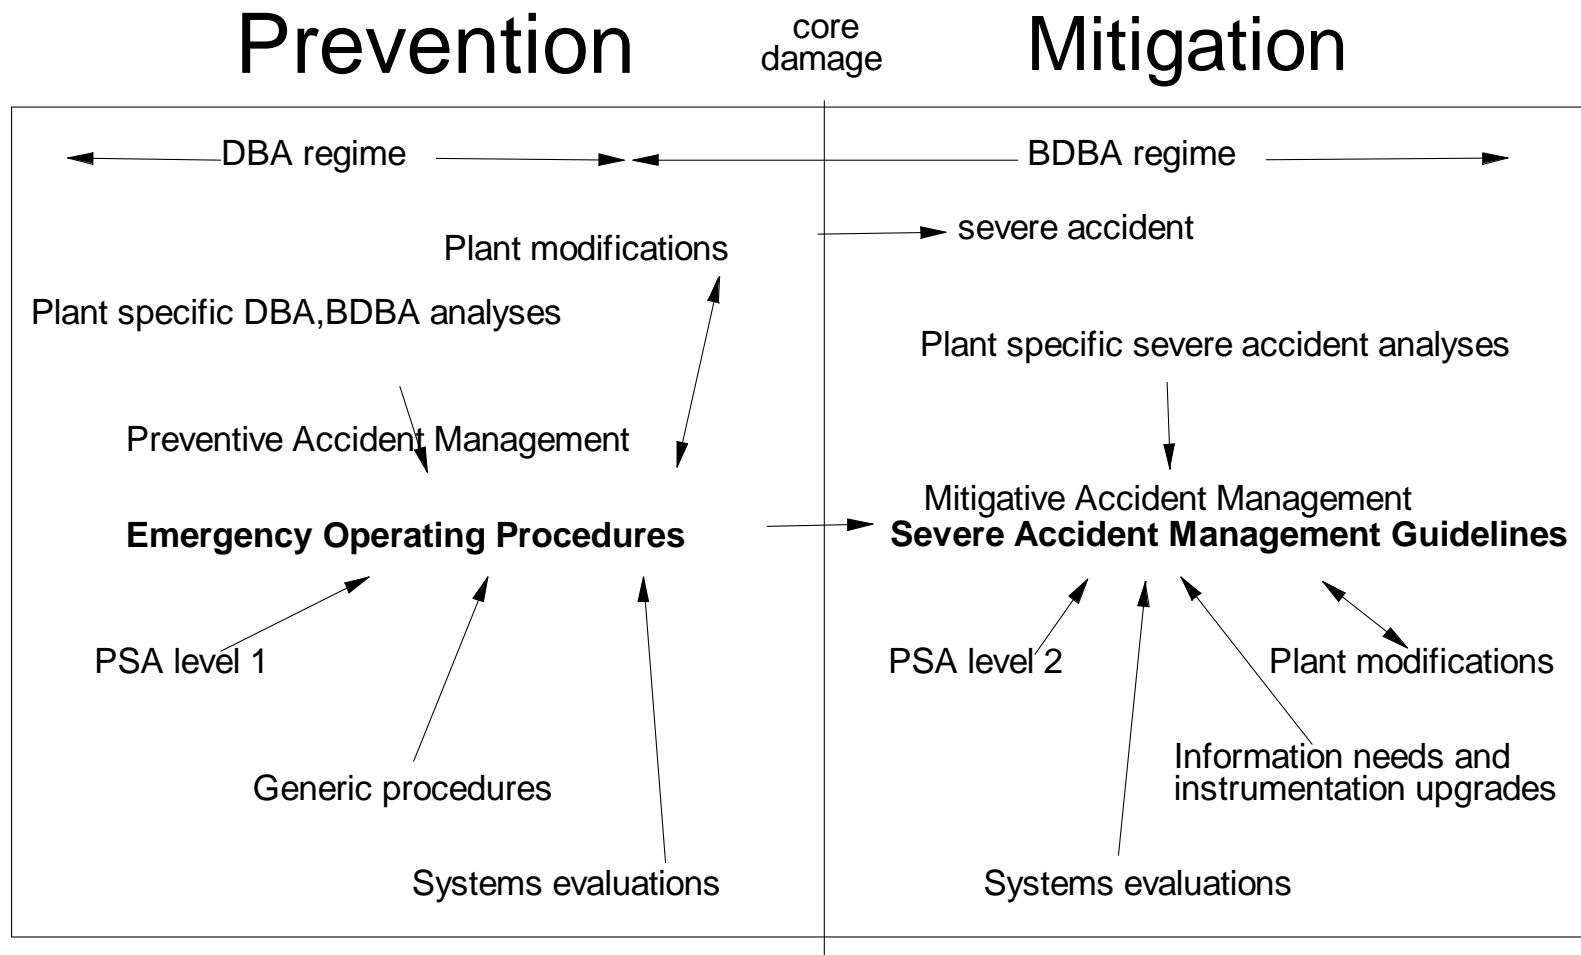 Prevention
core
damage
Mitigation
DBA regime
BDBA regime
severe accident
Plant modifications
Plant specific DBA,BDBA analyses
Plant specific severe accident analyses
Preventive Accident Management
Emergency Operating Procedures
Mitigative Accident Management
Severe Accident Management Guidelines
PSA level 1
PSA level 2
Plant modifications
Generic procedures
Information needs and
instrumentation upgrades
Systems evaluations
Systems evaluations